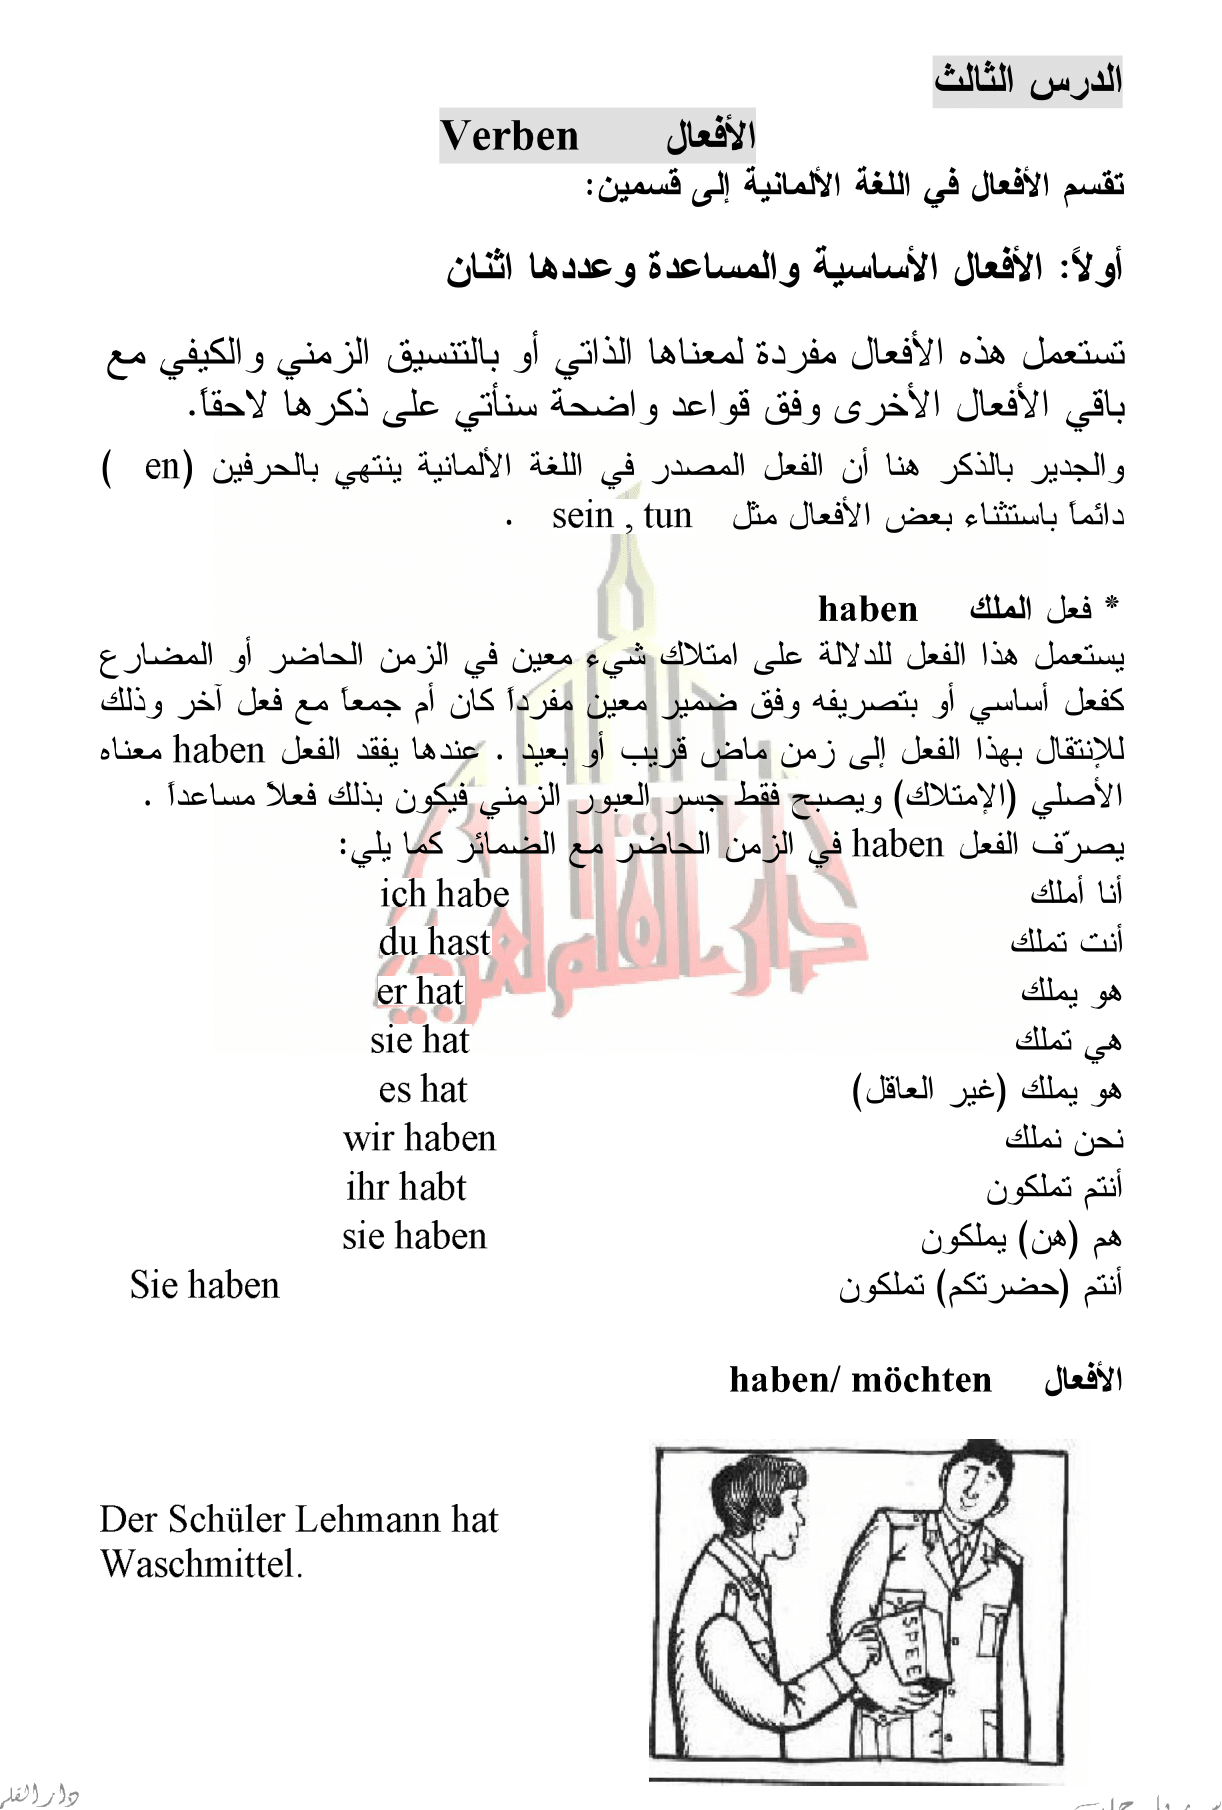 الدرس الثالث
الأفعال Verben
تقسم الأفعال في اللغة الألمانية إلى قسمين:
أولاً: الأفعال الأساسية والمساعدة وعددها اثنان
تستعمل هذه الأفعال مفردة لمعناها الذاتي أو بالتنسيق الزمني والكيفي مع
باقي الأفعال الأخرى وفق قواعد واضحة سنأتي على ذكرها لاحقاً.
والجدير بالذكر هنا أن الفعل المصدر في اللغة الألمانية ينتهي بالحرفين (en )
دائماً باستثناء بعض الأفعال مثل sein , tun .
* فعل الملك haben
يستعمل هذا الفعل للدلالة على امتلاك شيء معين في الزمن الحاضر أو المضارع
كفعل أساسي أو بتصريفه وفق ضمير معين مفرداً كان أم جمعاً مع فعل آخر وذلك
للإنتقال بهذا الفعل إلى زمن ماض قريب أو بعيد . عندها يفقد الفعل haben معناه
الأصلي (الإمتلاك) ويصبح فقط جسر العبور الزمني فيكون بذلك فعلاً مساعداً .
يصرّف الفعل haben في الزمن الحاضر مع الضمائر كما يلي:
أنا أملك ich habe
أنت تملك du hast
هو يملك er hat
هي تملك sie hat
هو يملك (غير العاقل) es hat
نحن نملك wir haben
أنتم تملكون ihr habt
هم (هن) يملكون sie haben
أنتم (حضرتكم) تملكون Sie haben
الأفعال haben/ möchten
Der Schüler Lehmann hat
Waschmittel.
SPEE
دار القلم العربي